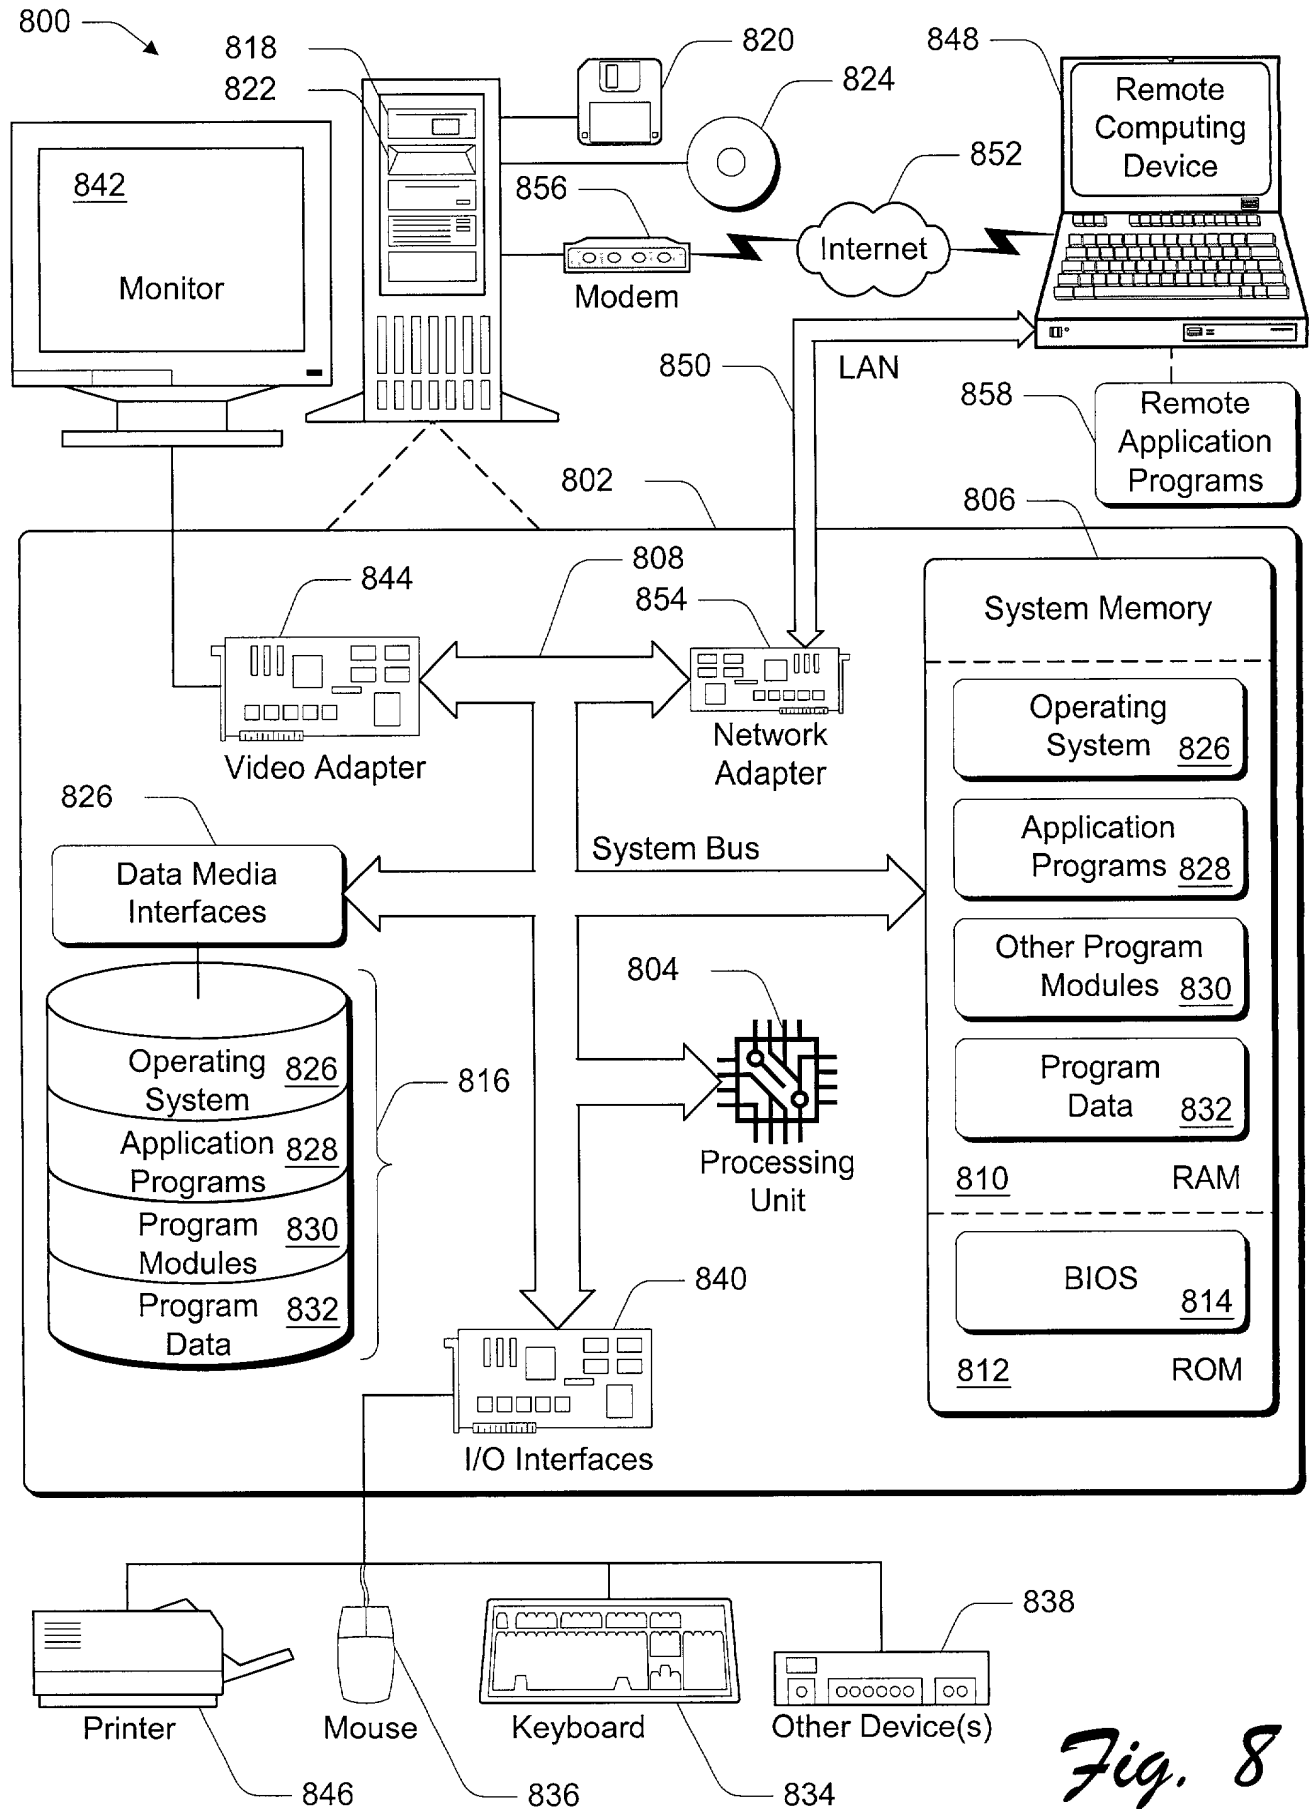 800
818
822
820
824
848
Remote
Computing
Device
842
Monitor
856
Modem
852
Internet
850
LAN
858
Remote
Application
Programs
802
806
808
844
854
Video Adapter
Network
Adapter
System Memory
Operating
System 826
Application
Programs 828
Other Program
Modules 830
Program
Data 832
810 RAM
BIOS
814
812 ROM
826
Data Media
Interfaces
System Bus
804
Processing
Unit
Operating
System 826
Application
Programs 828
Program
Modules 830
Program
Data 832
816
840
I/O Interfaces
Printer
846
Mouse
836
Keyboard
834
838
Other Device(s)
Fig. 8